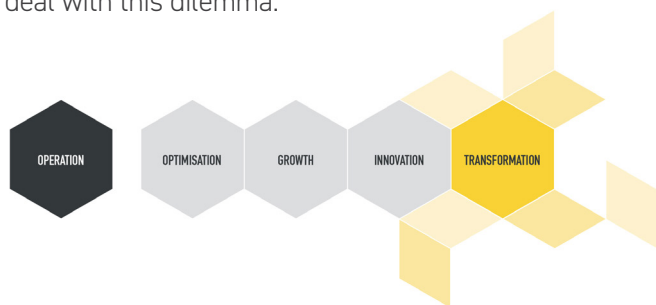 deal with this dilemma.
OPERATION
OPTIMISATION
GROWTH
INNOVATION
TRANSFORMATION